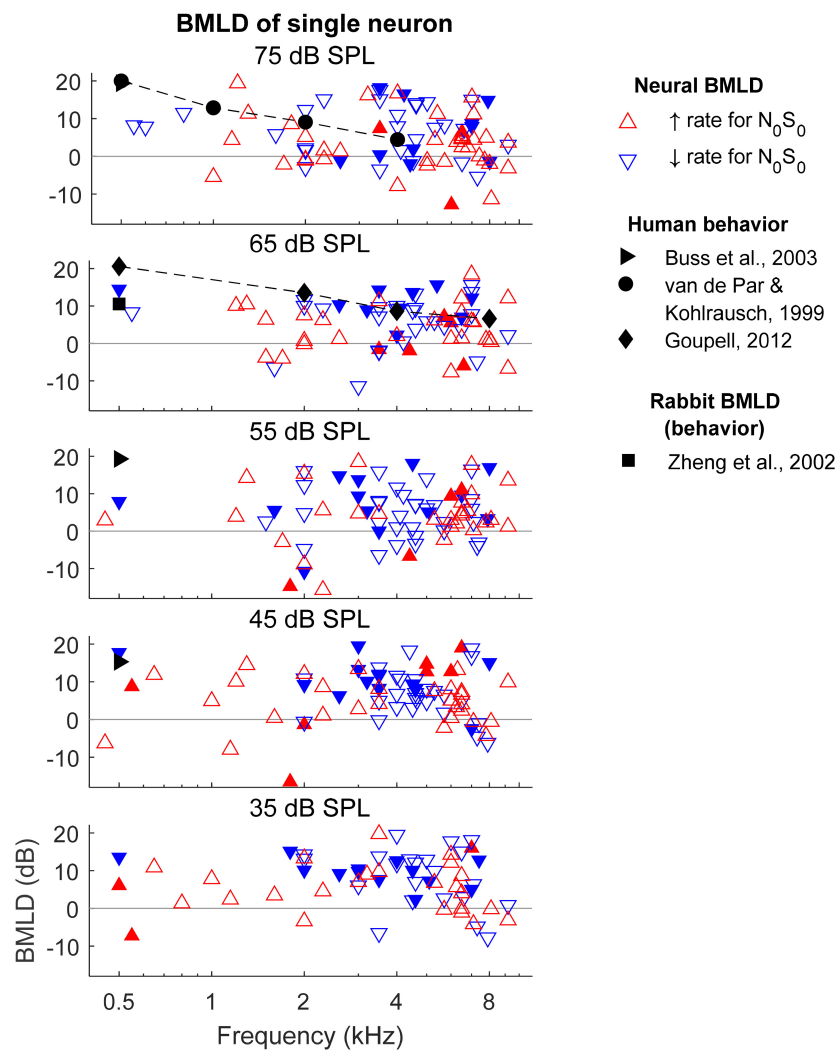 BMLD of single neuron
75 dB SPL
20
10
0
-10
65 dB SPL
20
10
0
-10
55 dB SPL
20
10
0
-10
45 dB SPL
20
10
0
-10
35 dB SPL
20
10
0
-10
BMLD (dB)
0.5 1 2 4 8
Frequency (kHz)
Neural BMLD
↑ rate for N₀S₀
↓ rate for N₀S₀
Human behavior
Buss et al., 2003
van de Par &
Kohlrausch, 1999
Goupell, 2012
Rabbit BMLD
(behavior)
Zheng et al., 2002